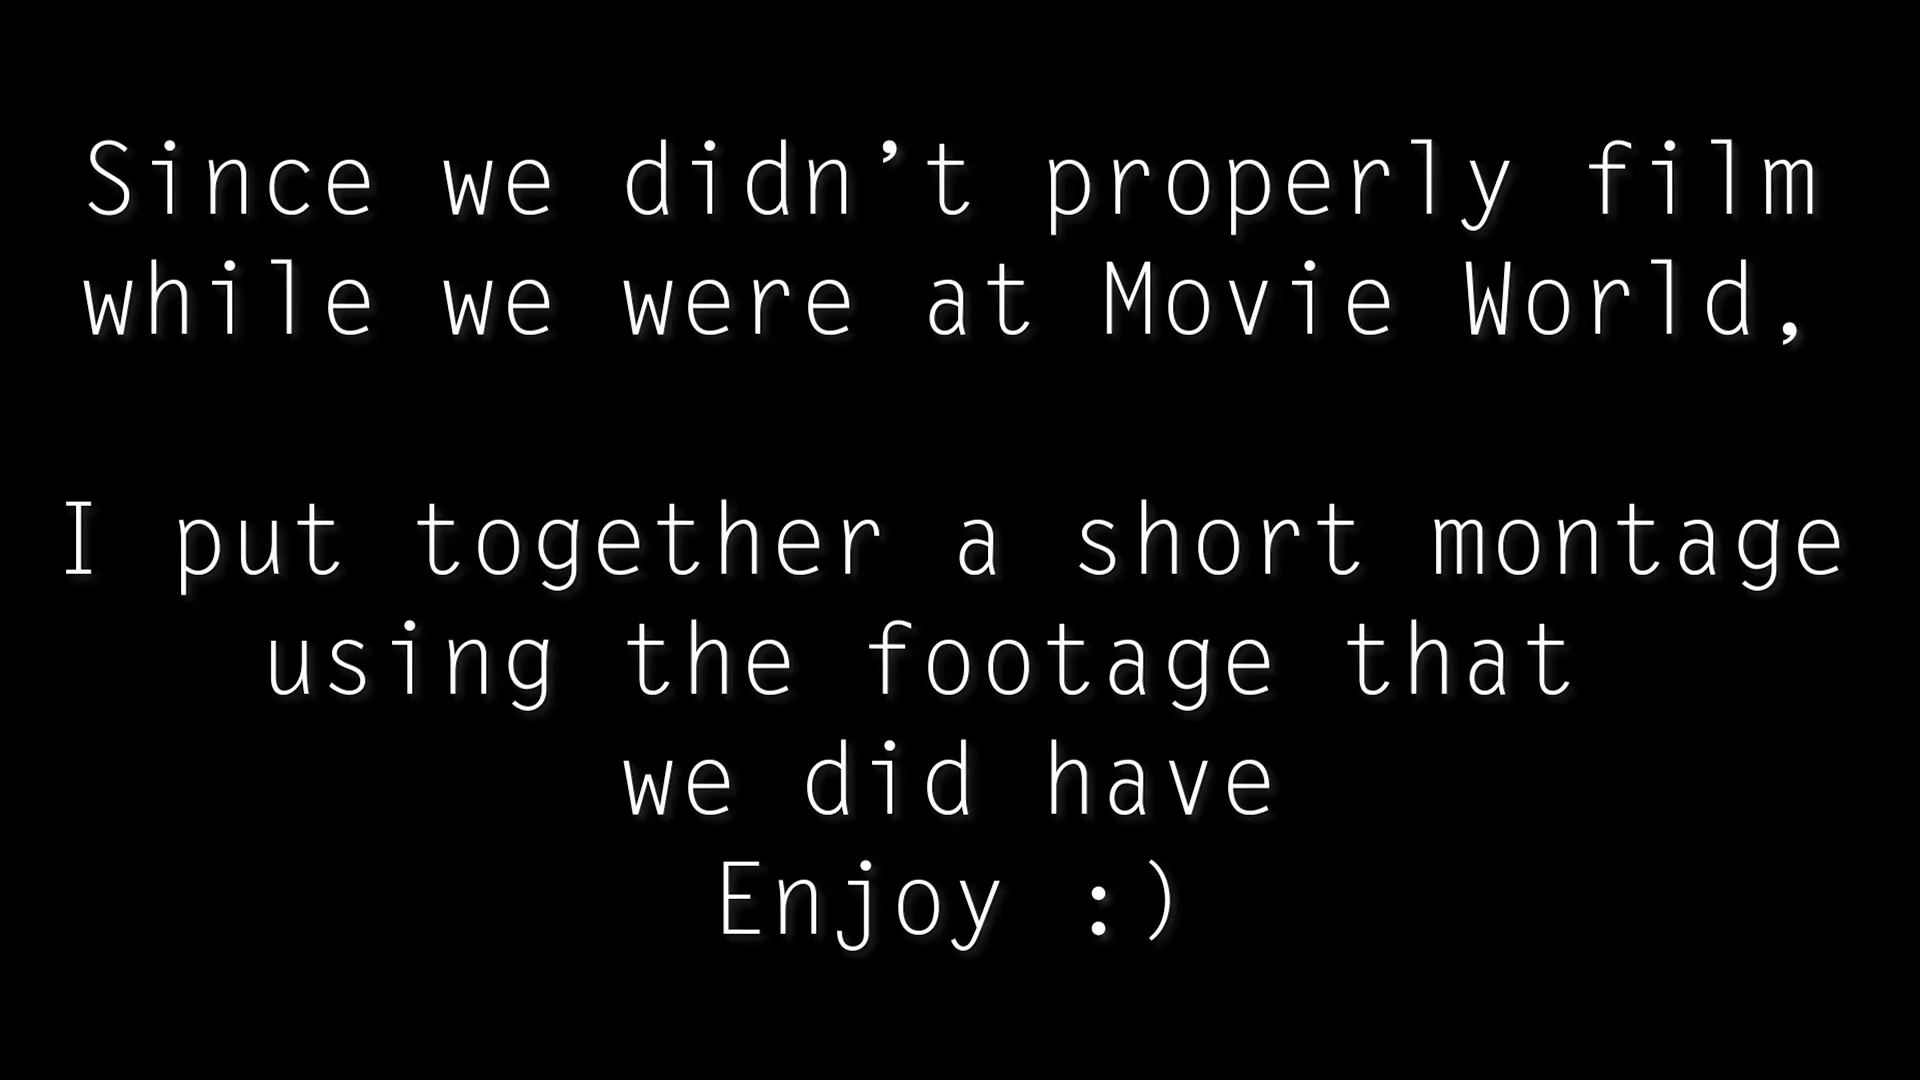 Since we didn’t properly film
while we were at Movie World,
I put together a short montage
using the footage that
we did have
Enjoy :)